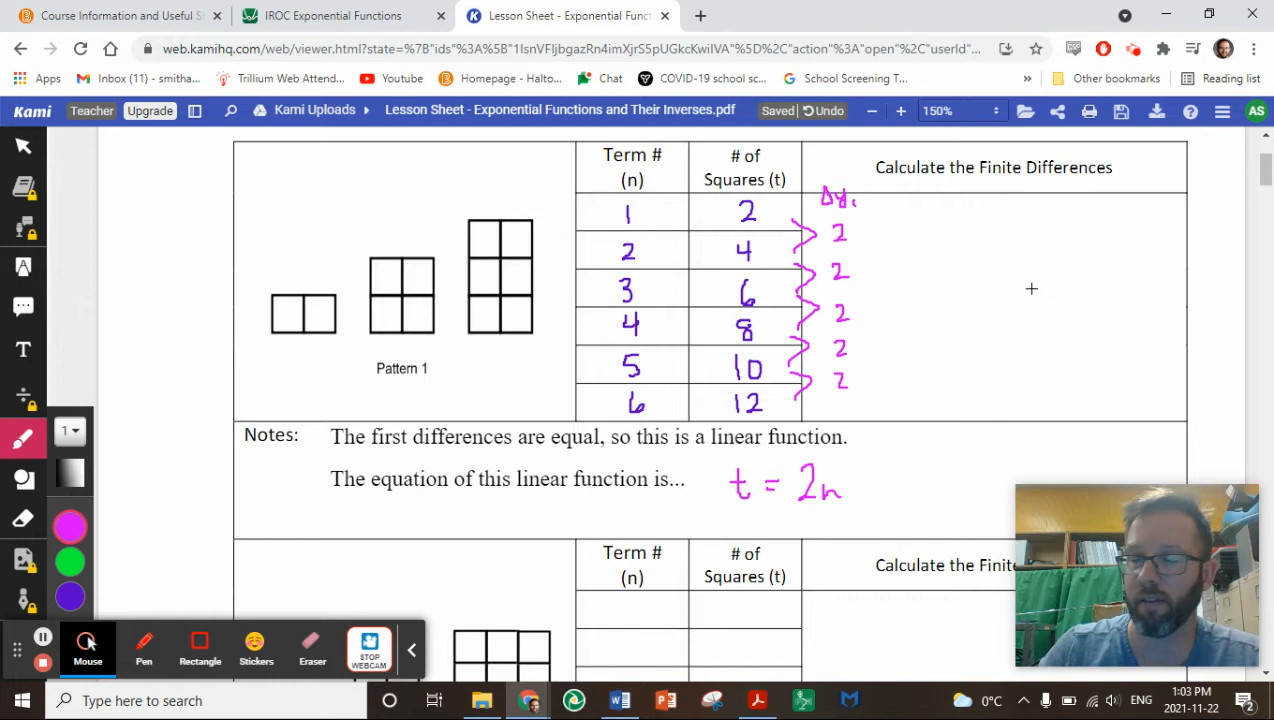 Course Information and Useful S
IROC Exponential Functions
Lesson Sheet - Exponential Funct
web.kamihq.com/web/viewer.html?state=%7B"ids"%3A%5B"1IsnVFIjbgazRn4imXjrS5pUGkcKwiIVA"%5D%2C"action"%3A"open"%2C"userId"...
Apps
Inbox (11) - smitha...
Trillium Web Attend...
Youtube
Homepage - Halto...
Chat
COVID-19 school sc...
School Screening T...
»
Other bookmarks
Reading list
Kami
Teacher
Upgrade
Kami Uploads
Lesson Sheet - Exponential Functions and Their Inverses.pdf
Saved
Undo
150%
AS
Term # (n)
# of Squares (t)
Calculate the Finite Differences
Δy₁
1 2
2
2 4
2
3 6
2
4 8
2
5 10
2
6 12
Pattern 1
Notes: The first differences are equal, so this is a linear function.
The equation of this linear function is... t = 2n
Term # (n)
# of Squares (t)
Calculate the Finite
1
Mouse
Pen
Rectangle
Stickers
Eraser
STOP WEBCAM
Type here to search
0°C
ENG
1:03 PM
2021-11-22
2